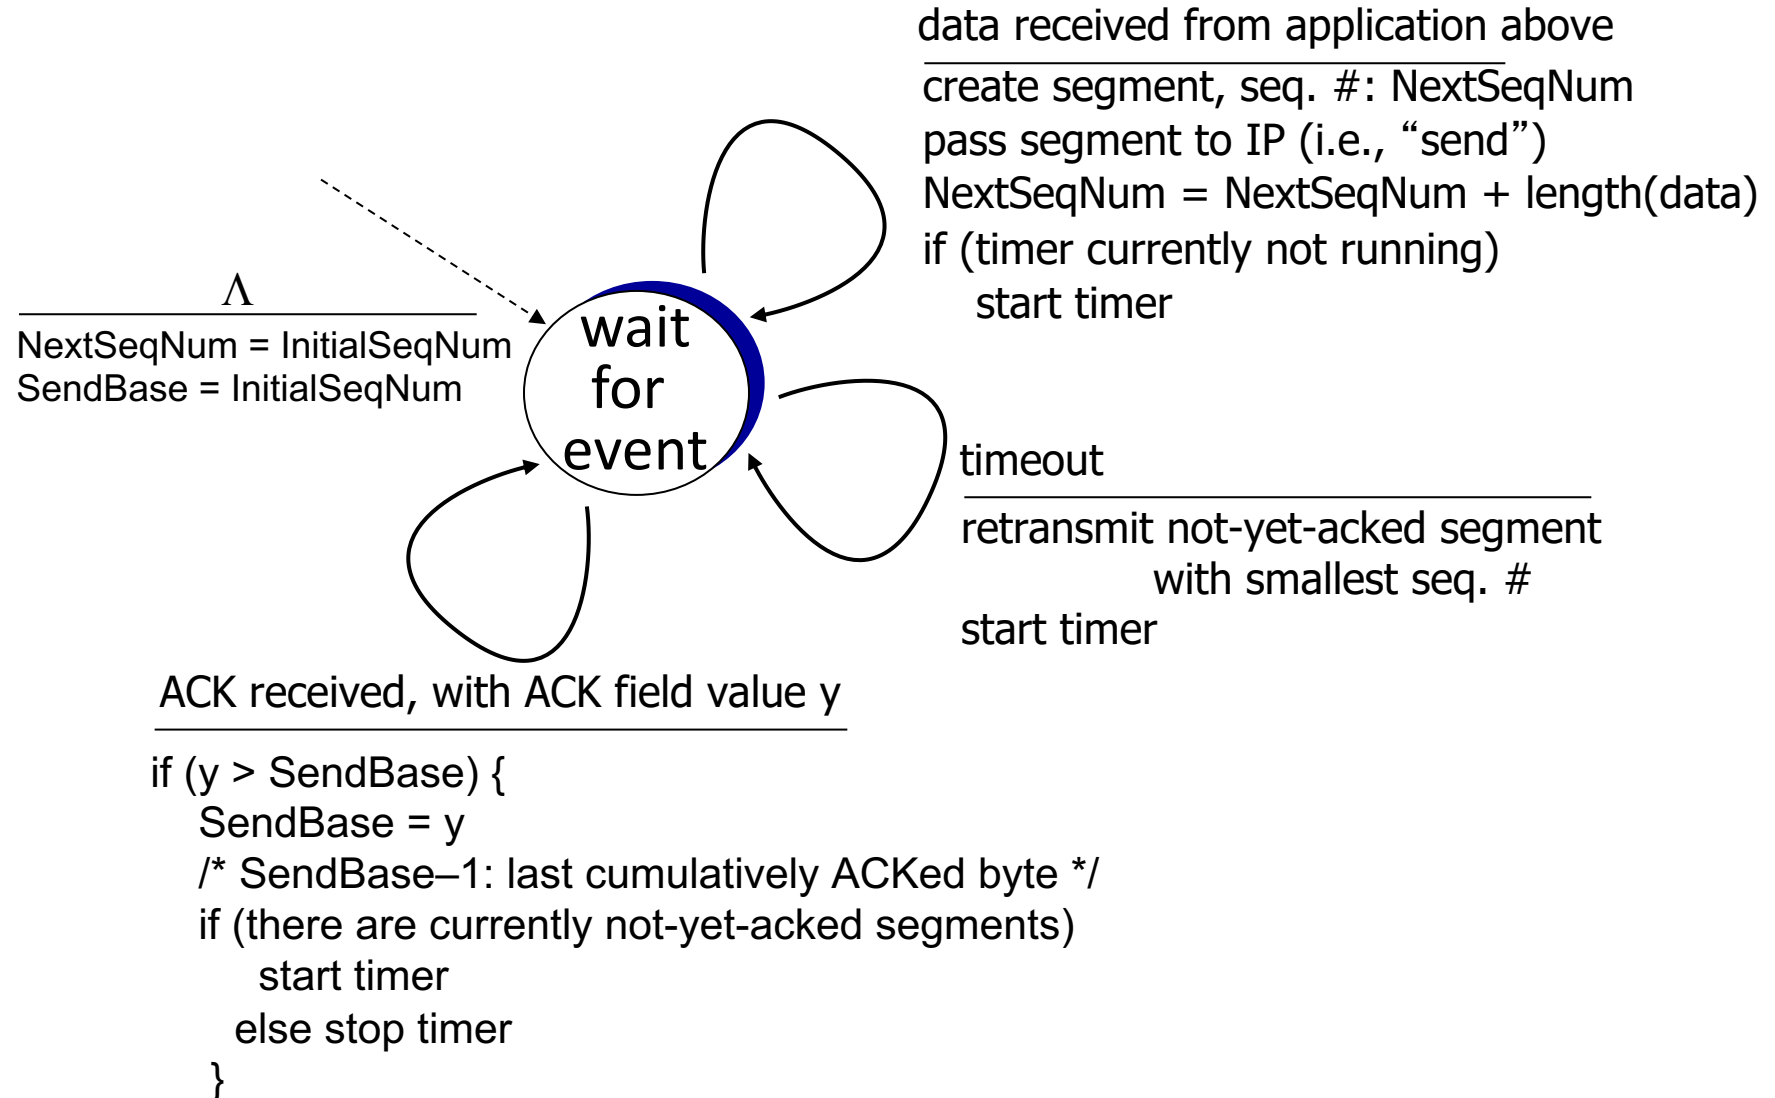 data received from application above
create segment, seq. #: NextSeqNum
pass segment to IP (i.e., “send”)
NextSeqNum = NextSeqNum + length(data)
if (timer currently not running)
start timer
Λ
NextSeqNum = InitialSeqNum
SendBase = InitialSeqNum
wait
for
event
timeout
retransmit not-yet-acked segment
with smallest seq. #
start timer
ACK received, with ACK field value y
if (y > SendBase) {
SendBase = y
/* SendBase–1: last cumulatively ACKed byte */
if (there are currently not-yet-acked segments)
start timer
else stop timer
}